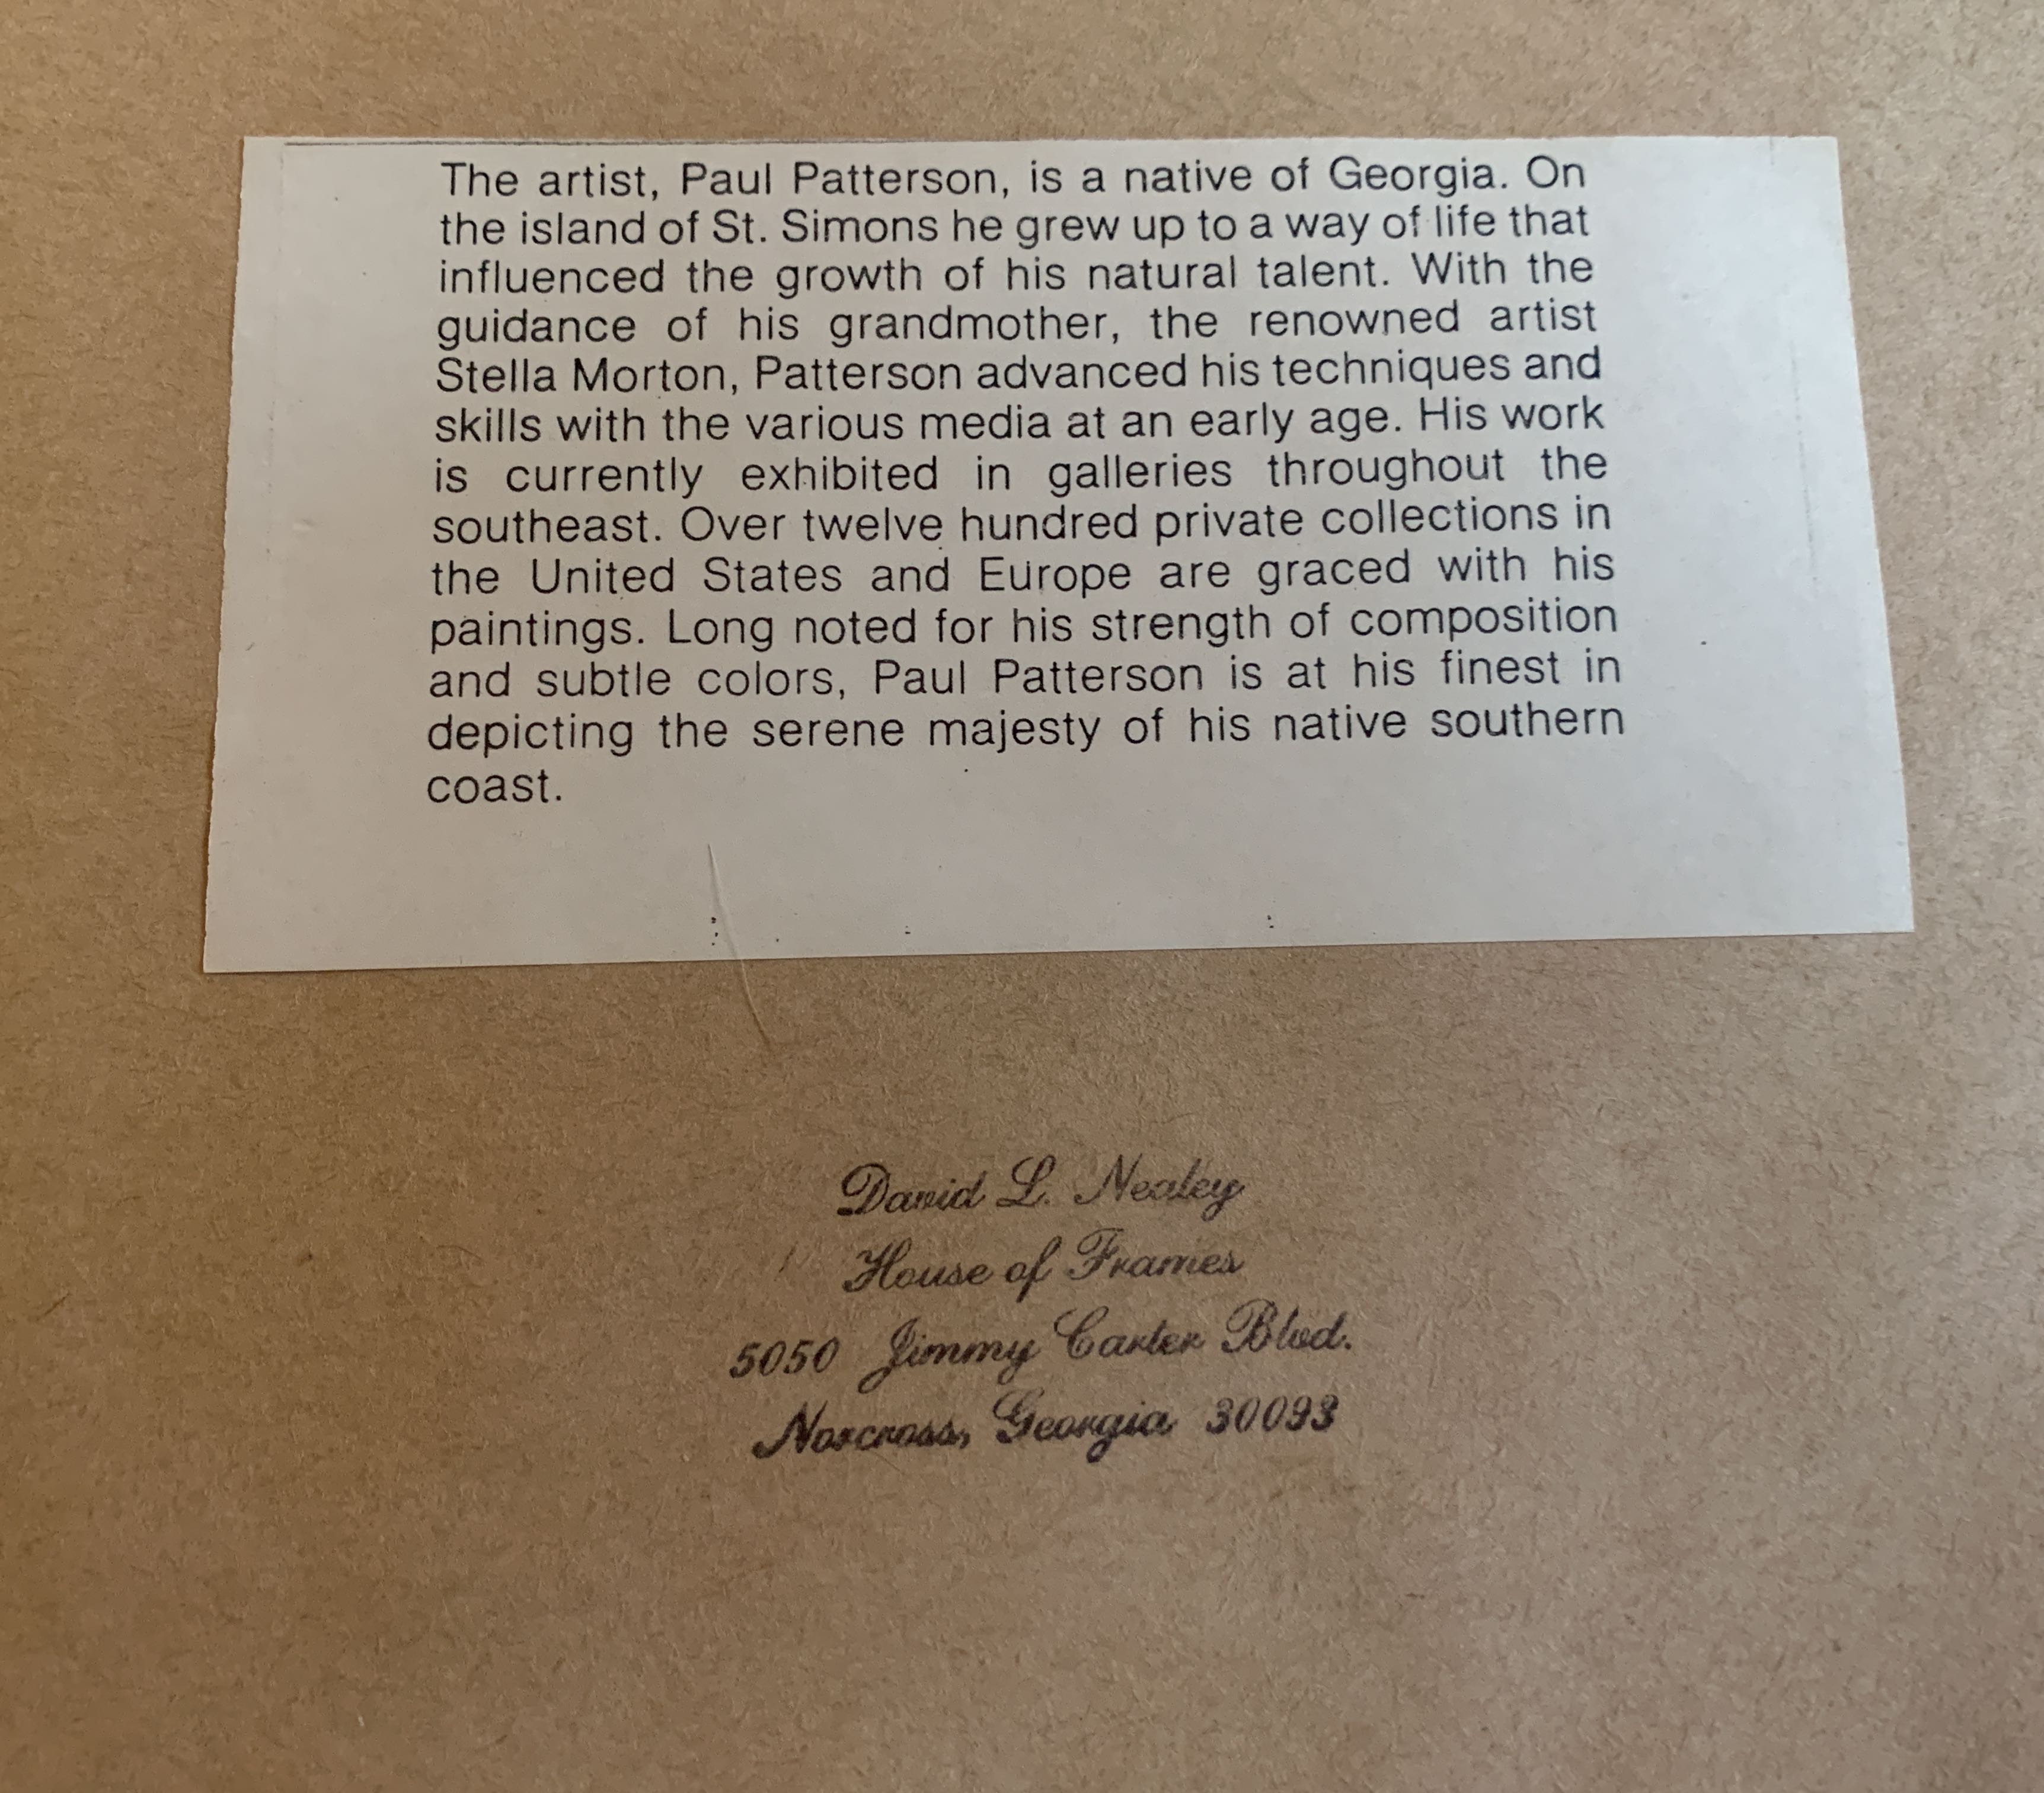 The artist, Paul Patterson, is a native of Georgia. On
the island of St. Simons he grew up to a way of life that
influenced the growth of his natural talent. With the
guidance of his grandmother, the renowned artist
Stella Morton, Patterson advanced his techniques and
skills with the various media at an early age. His work
is currently exhibited in galleries throughout the
southeast. Over twelve hundred private collections in
the United States and Europe are graced with his
paintings. Long noted for his strength of composition
and subtle colors, Paul Patterson is at his finest in
depicting the serene majesty of his native southern
coast.
David L. Nealey
House of Frames
5050 Jimmy Carter Blvd.
Norcross, Georgia 30093